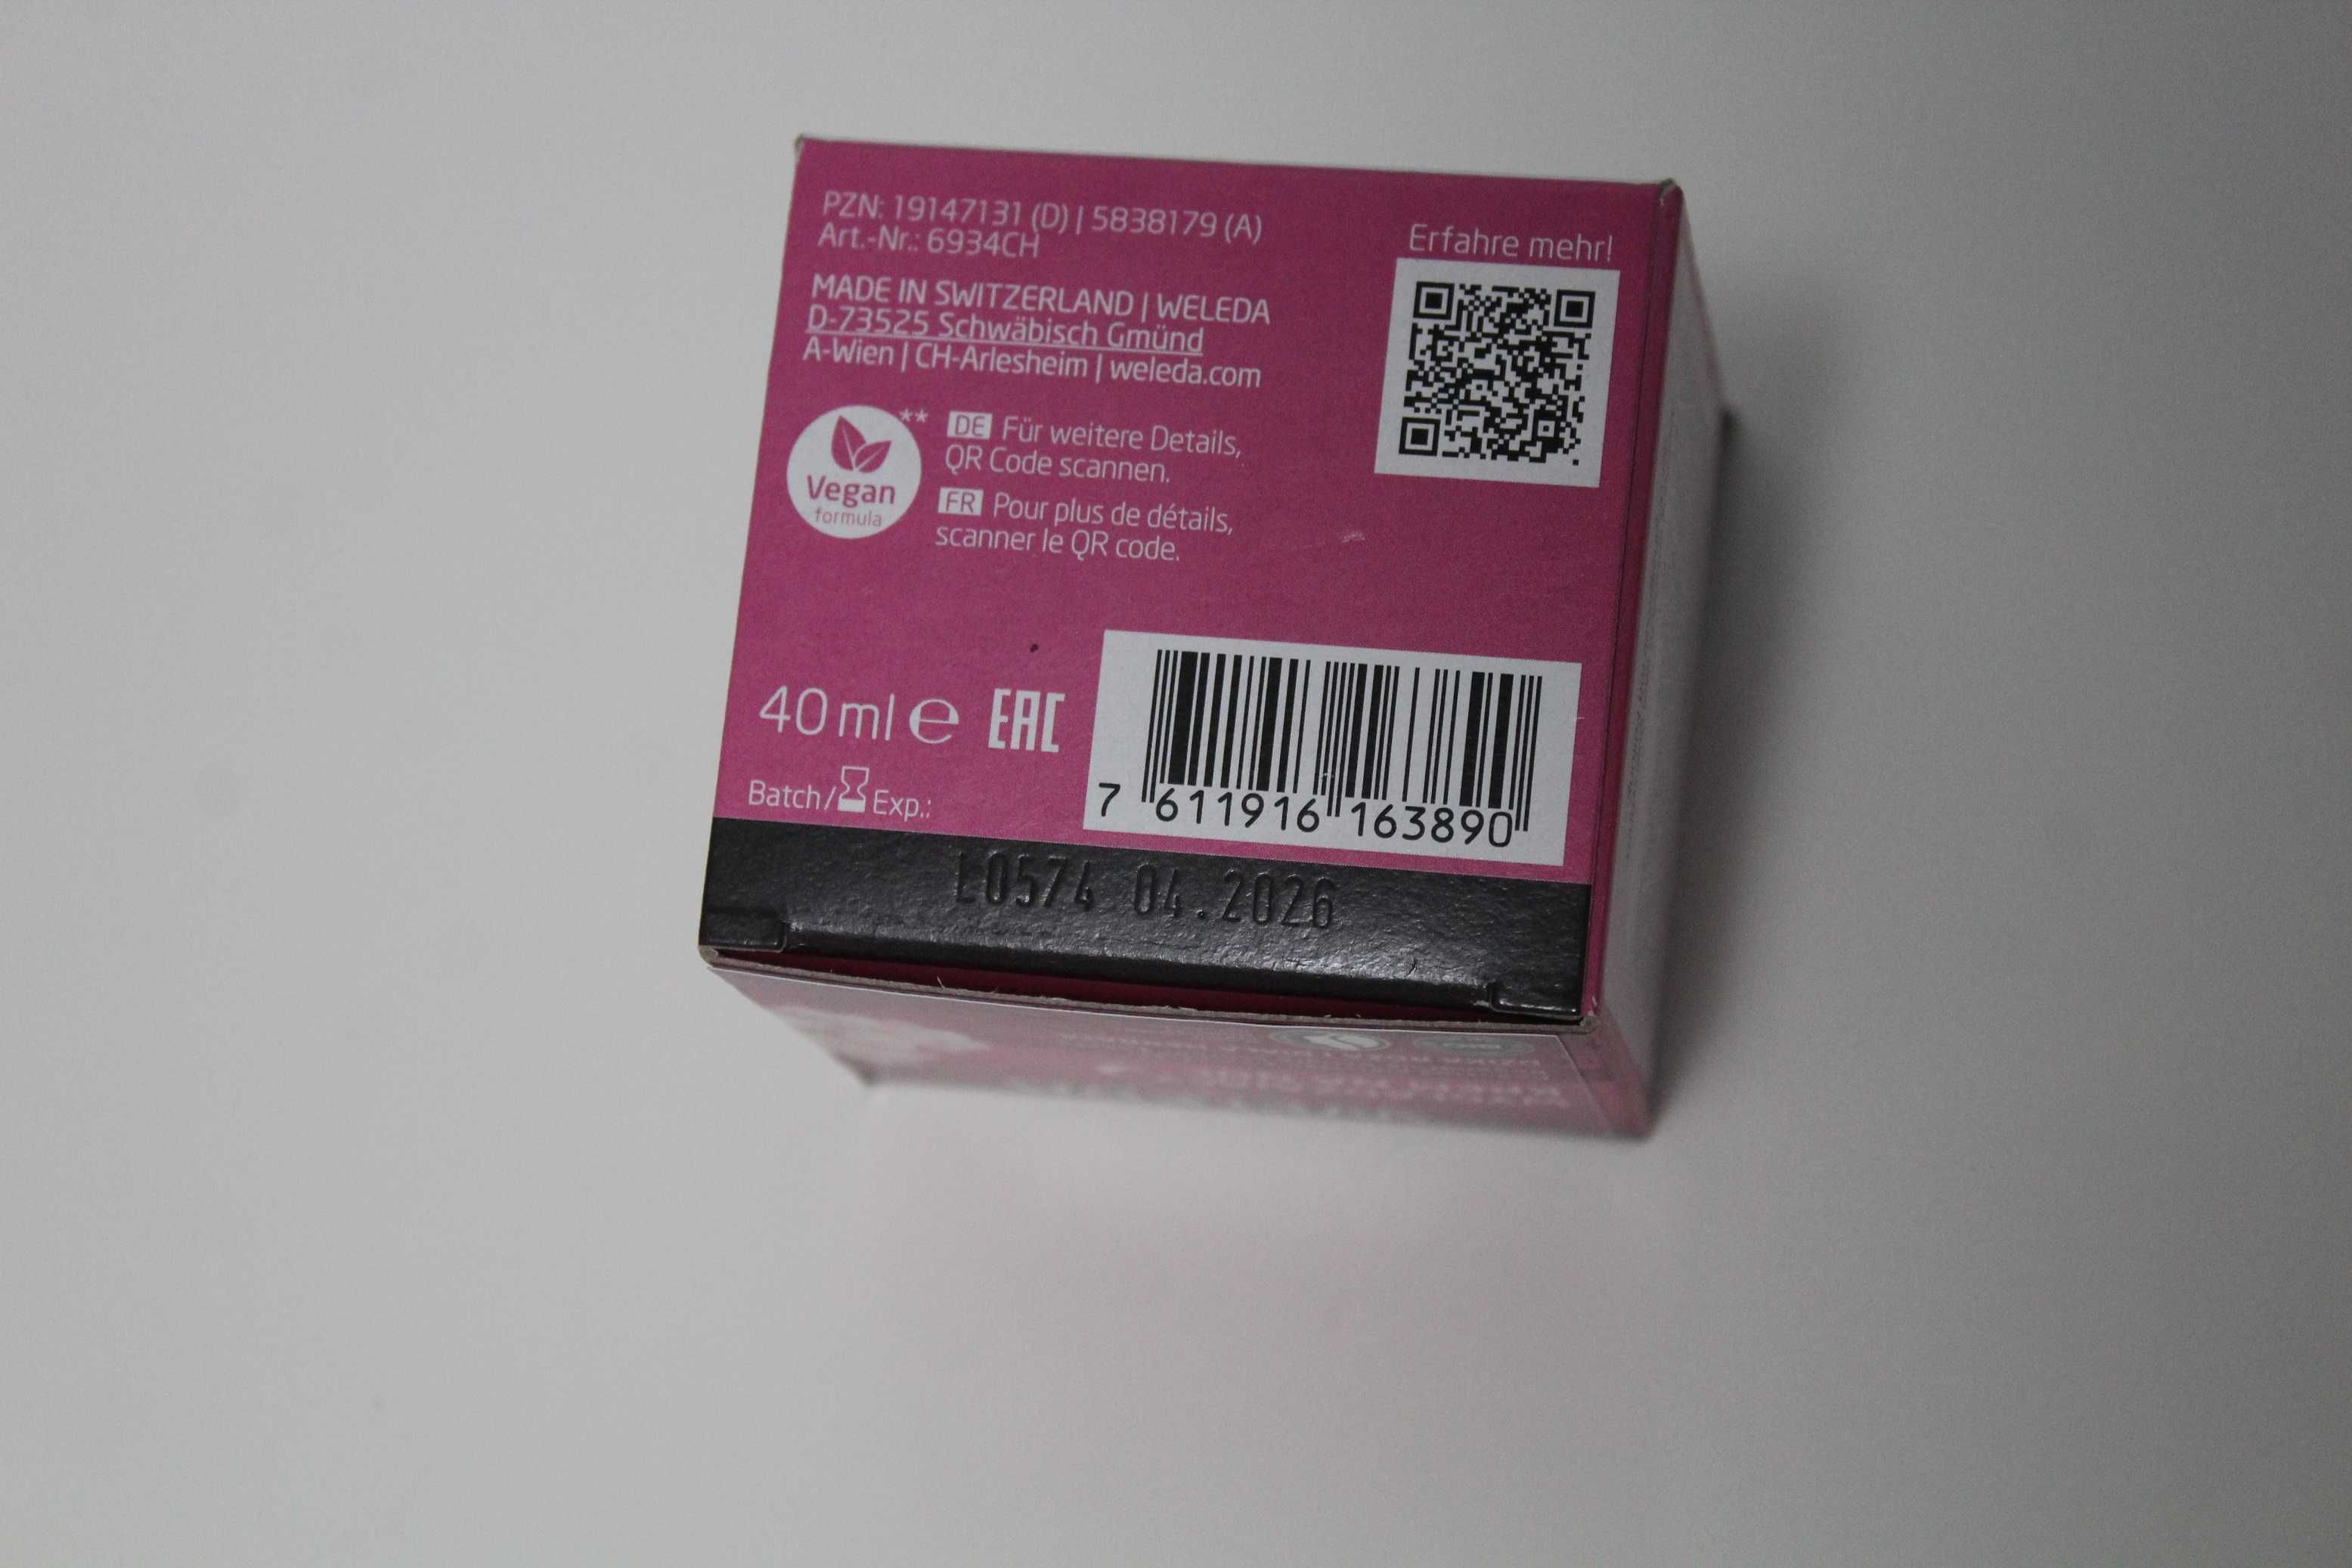 PZN: 19147131 (D) | 5838179 (A)
Art.-Nr.: 6934CH
Erfahre mehr!
MADE IN SWITZERLAND | WELEDA
D-73525 Schwäbisch Gmünd
A-Wien | CH-Arlesheim | weleda.com
**
Vegan
formula
DE Für weitere Details,
QR Code scannen.
FR Pour plus de détails,
scanner le QR code.
40 ml e EAC
Batch/ Exp.:
7 611916 163890
L0574 04.2026